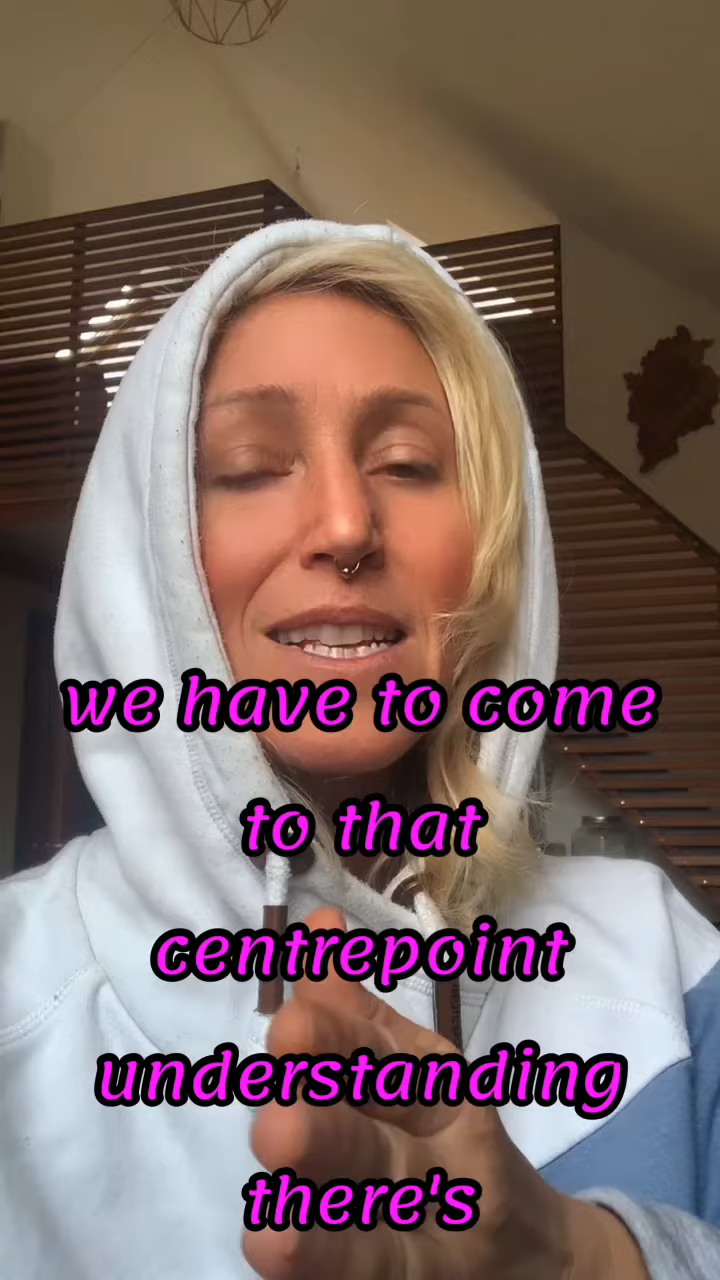 we have to come
to that
centrepoint
understanding
there's